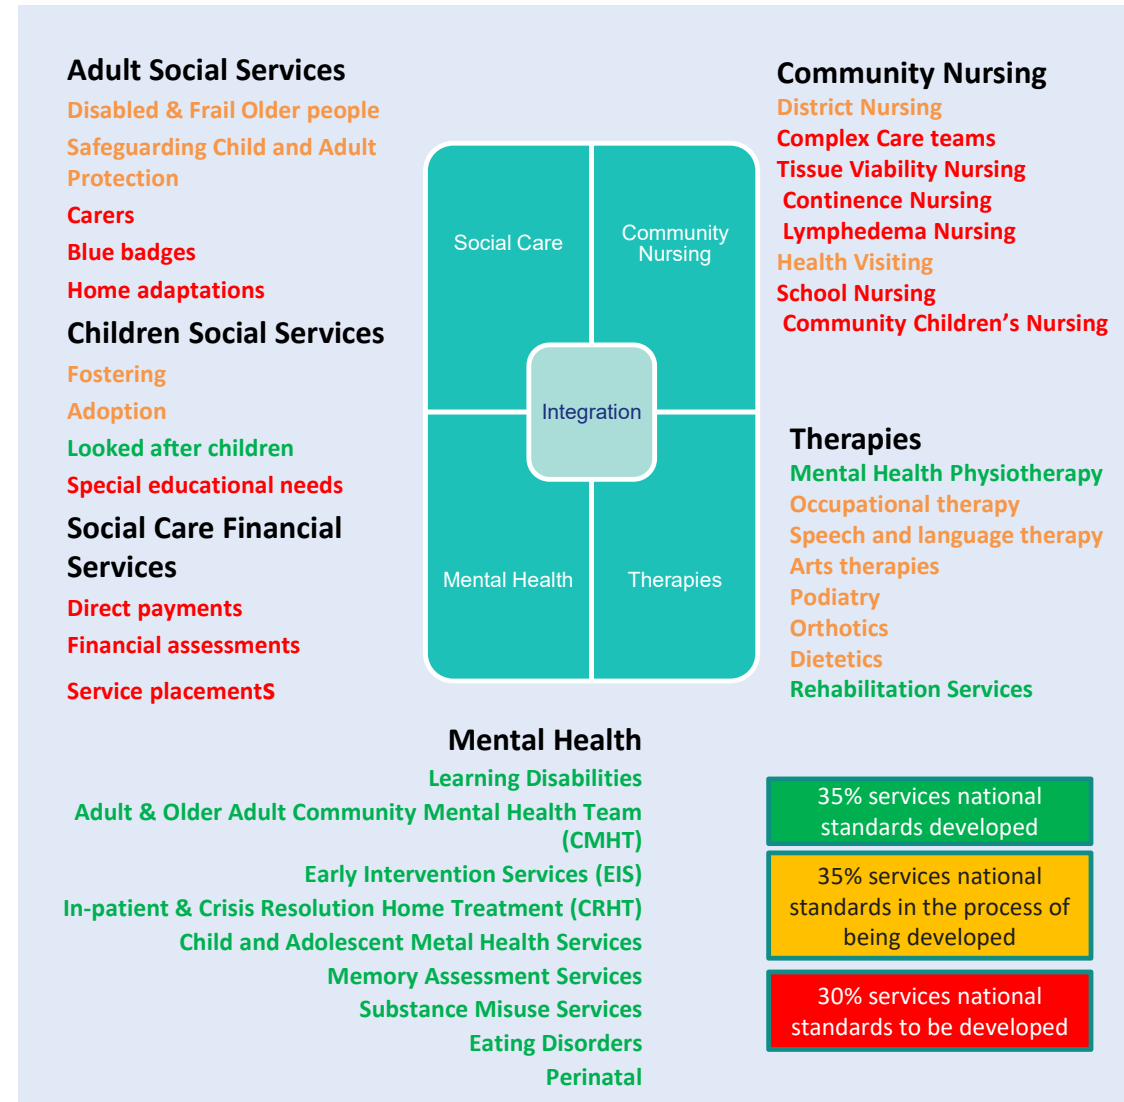 Adult Social Services
Disabled & Frail Older people
Safeguarding Child and Adult
Protection
Carers
Blue badges
Home adaptations
Children Social Services
Fostering
Adoption
Looked after children
Special educational needs
Social Care Financial
Services
Direct payments
Financial assessments
Service placements
Social Care
Community
Nursing
Integration
Mental Health
Therapies
Community Nursing
District Nursing
Complex Care teams
Tissue Viability Nursing
Continence Nursing
Lymphedema Nursing
Health Visiting
School Nursing
Community Children’s Nursing
Therapies
Mental Health Physiotherapy
Occupational therapy
Speech and language therapy
Arts therapies
Podiatry
Orthotics
Dietetics
Rehabilitation Services
Mental Health
Learning Disabilities
Adult & Older Adult Community Mental Health Team
(CMHT)
Early Intervention Services (EIS)
In-patient & Crisis Resolution Home Treatment (CRHT)
Child and Adolescent Metal Health Services
Memory Assessment Services
Substance Misuse Services
Eating Disorders
Perinatal
35% services national
standards developed
35% services national
standards in the process of
being developed
30% services national
standards to be developed